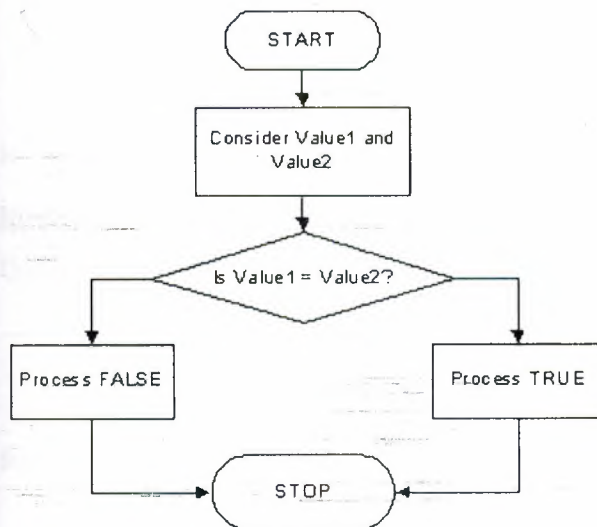 START
Consider Value1 and
Value2
Is Value1 = Value2?
Process FALSE
Process TRUE
STOP